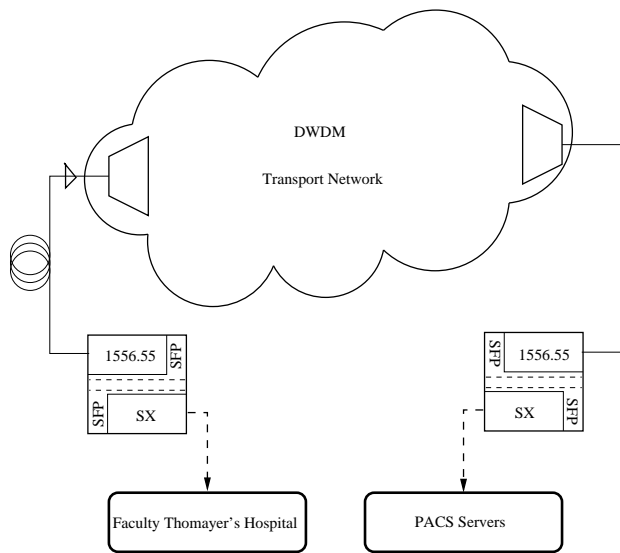 DWDM
Transport Network
1556.55
SFP
SFP
SX
SFP
1556.55
SX
SFP
Faculty Thomayer's Hospital
PACS Servers